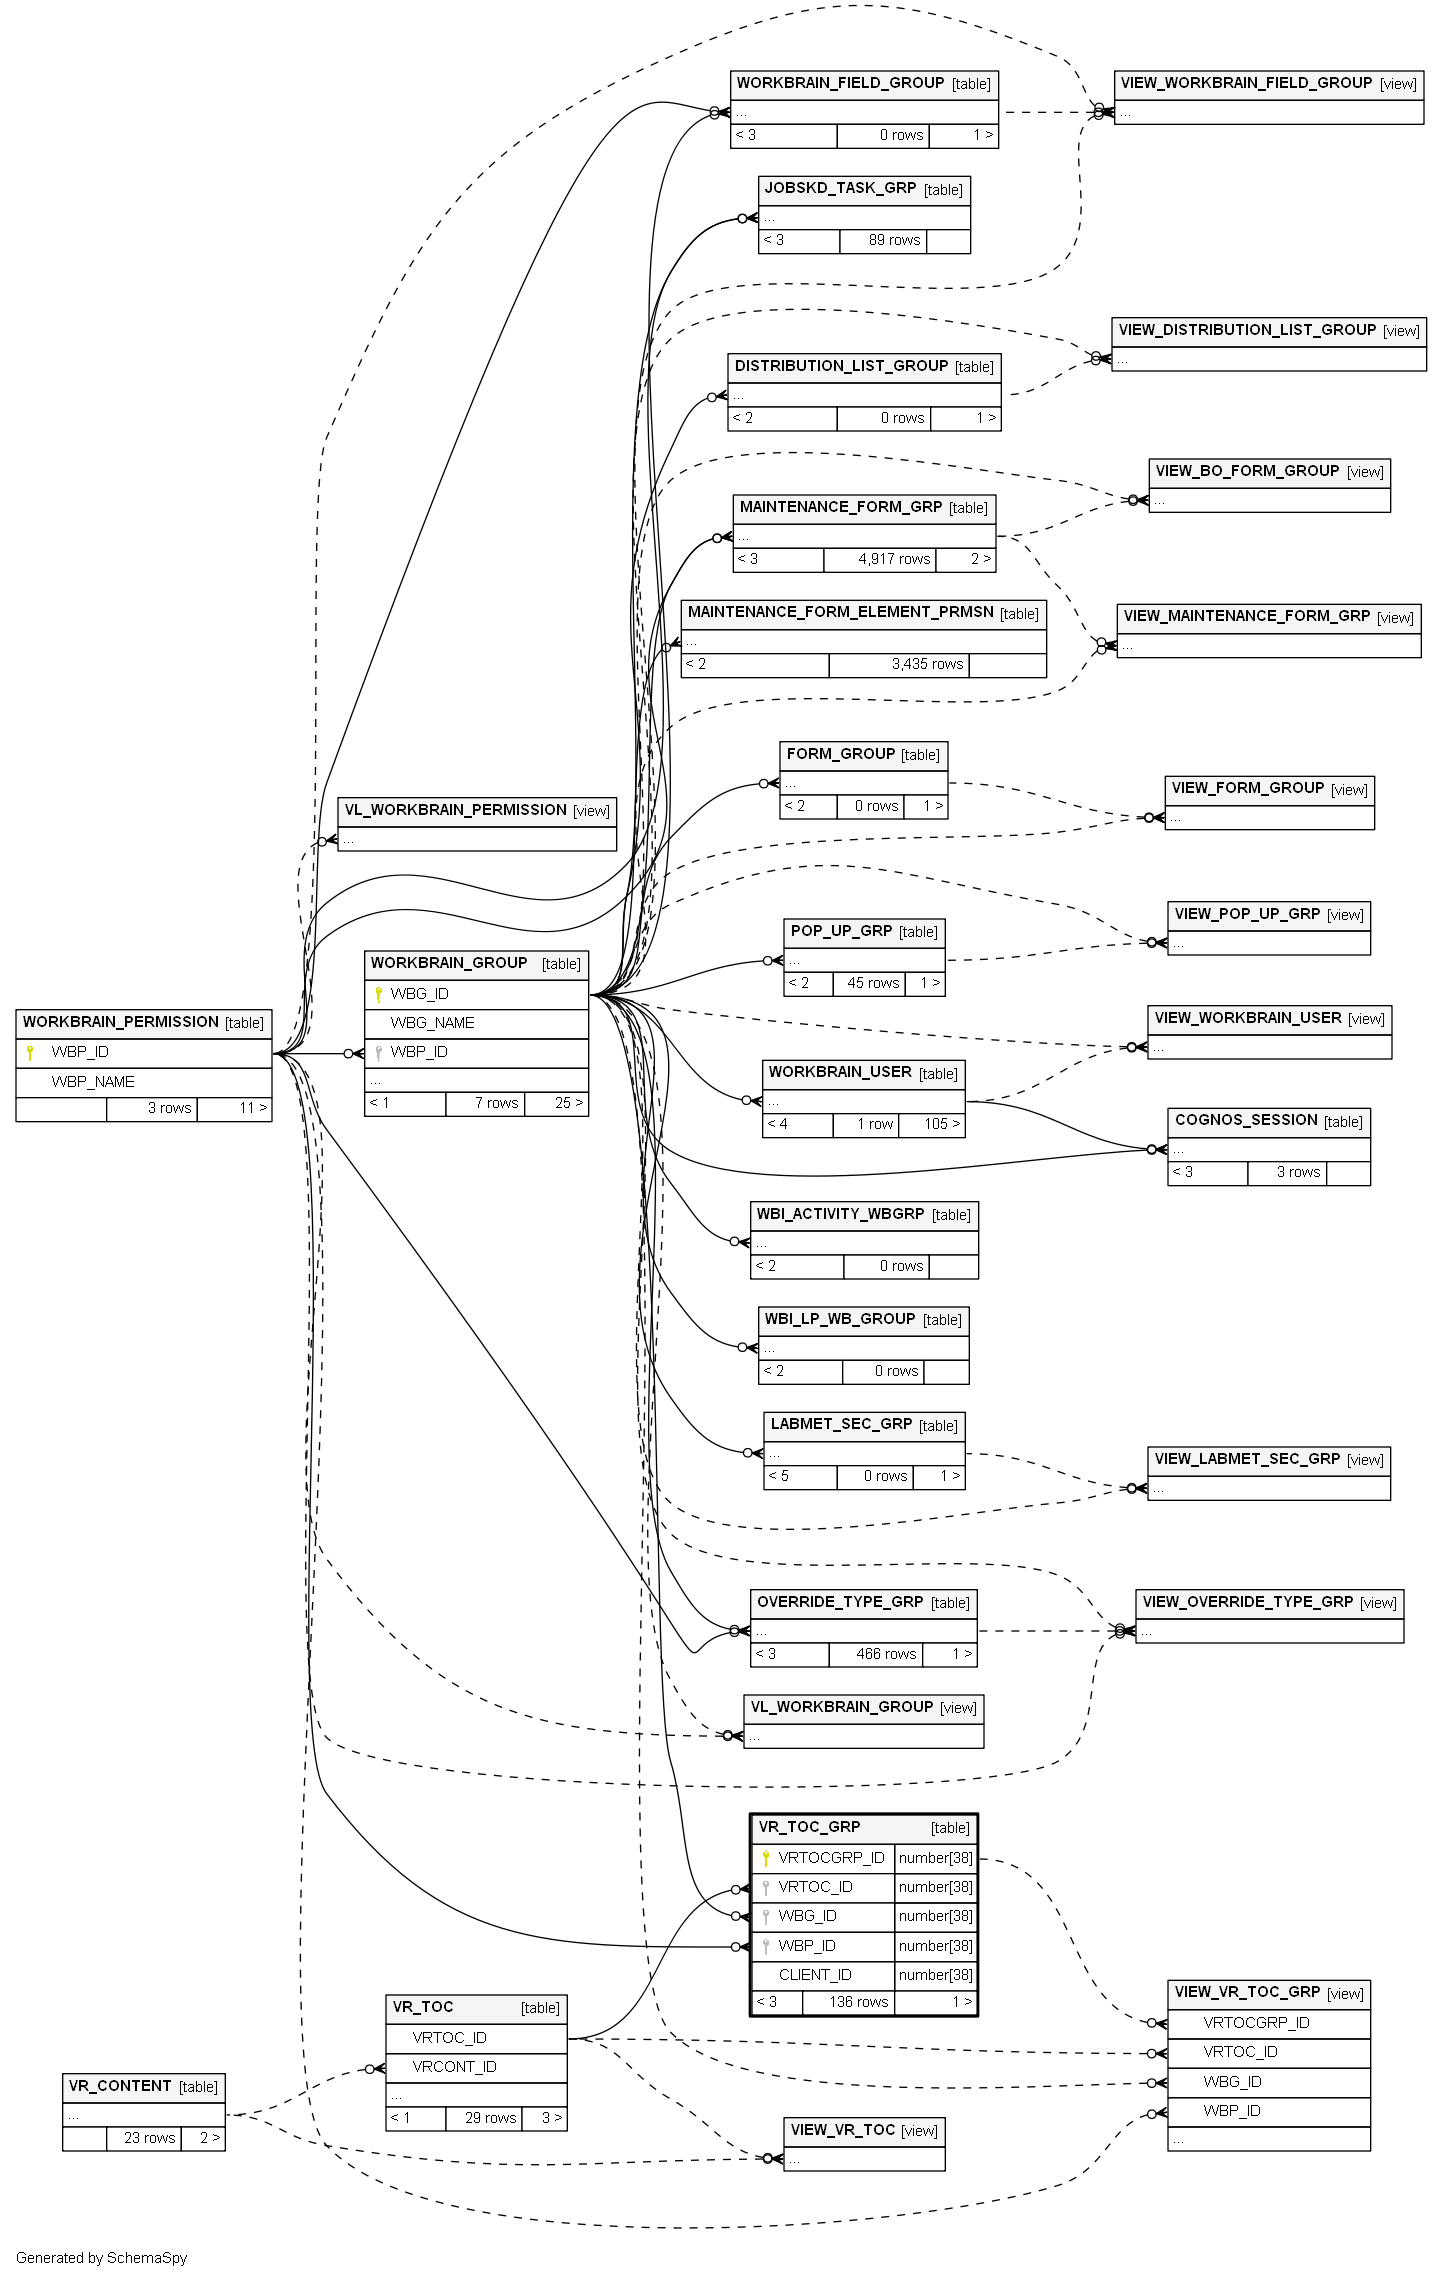 WORKBRAIN_FIELD_GROUP [table]
...
< 3 0 rows 1 >
VIEW_WORKBRAIN_FIELD_GROUP [view]
...
JOBSKD_TASK_GRP [table]
...
< 3 89 rows
VIEW_DISTRIBUTION_LIST_GROUP [view]
...
DISTRIBUTION_LIST_GROUP [table]
...
< 2 0 rows 1 >
VIEW_BO_FORM_GROUP [view]
...
MAINTENANCE_FORM_GRP [table]
...
< 3 4,917 rows 2 >
MAINTENANCE_FORM_ELEMENT_PRMSN [table]
...
< 2 3,435 rows
VIEW_MAINTENANCE_FORM_GRP [view]
...
FORM_GROUP [table]
...
< 2 0 rows 1 >
VIEW_FORM_GROUP [view]
...
VL_WORKBRAIN_PERMISSION [view]
...
POP_UP_GRP [table]
...
< 2 45 rows 1 >
VIEW_POP_UP_GRP [view]
...
WORKBRAIN_GROUP [table]
WBG_ID
WBG_NAME
WBP_ID
...
< 1 7 rows 25 >
WORKBRAIN_PERMISSION [table]
WBP_ID
WBP_NAME
3 rows 11 >
VIEW_WORKBRAIN_USER [view]
...
WORKBRAIN_USER [table]
...
< 4 1 row 105 >
COGNOS_SESSION [table]
...
< 3 3 rows
WBI_ACTIVITY_WBGRP [table]
...
< 2 0 rows
WBI_LP_WB_GROUP [table]
...
< 2 0 rows
LABMET_SEC_GRP [table]
...
< 5 0 rows 1 >
VIEW_LABMET_SEC_GRP [view]
...
OVERRIDE_TYPE_GRP [table]
...
< 3 466 rows 1 >
VIEW_OVERRIDE_TYPE_GRP [view]
...
VL_WORKBRAIN_GROUP [view]
...
VR_TOC_GRP [table]
VRTOCGRP_ID number[38]
VRTOC_ID number[38]
WBG_ID number[38]
WBP_ID number[38]
CLIENT_ID number[38]
< 3 136 rows 1 >
VR_TOC [table]
VRTOC_ID
VRCONT_ID
...
< 1 29 rows 3 >
VIEW_VR_TOC_GRP [view]
VRTOCGRP_ID
VRTOC_ID
WBG_ID
WBP_ID
...
VR_CONTENT [table]
...
23 rows 2 >
VIEW_VR_TOC [view]
...
Generated by SchemaSpy